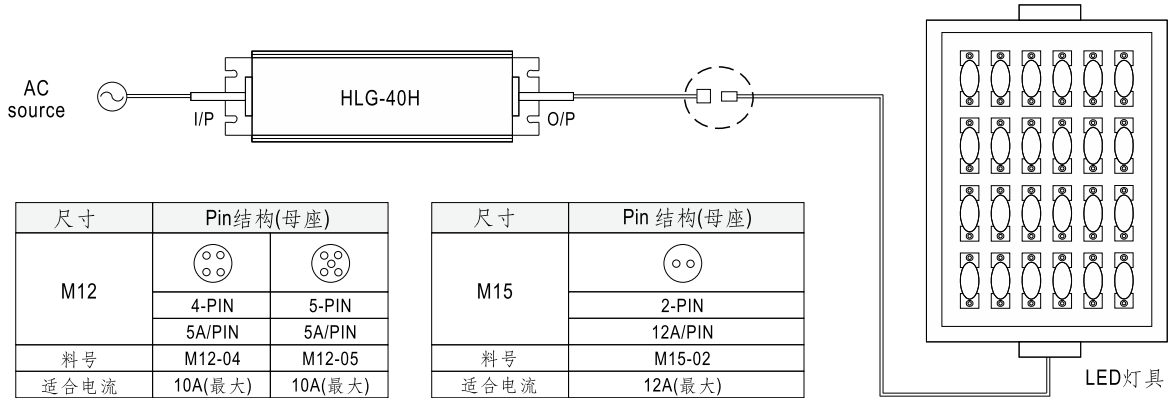 AC
source
I/P
HLG-40H
O/P
尺寸 Pin结构(母座)
M12
4-PIN 5-PIN
5A/PIN 5A/PIN
料号 M12-04 M12-05
适合电流 10A(最大) 10A(最大)
尺寸 Pin 结构(母座)
M15
2-PIN
12A/PIN
料号 M15-02
适合电流 12A(最大)
LED灯具